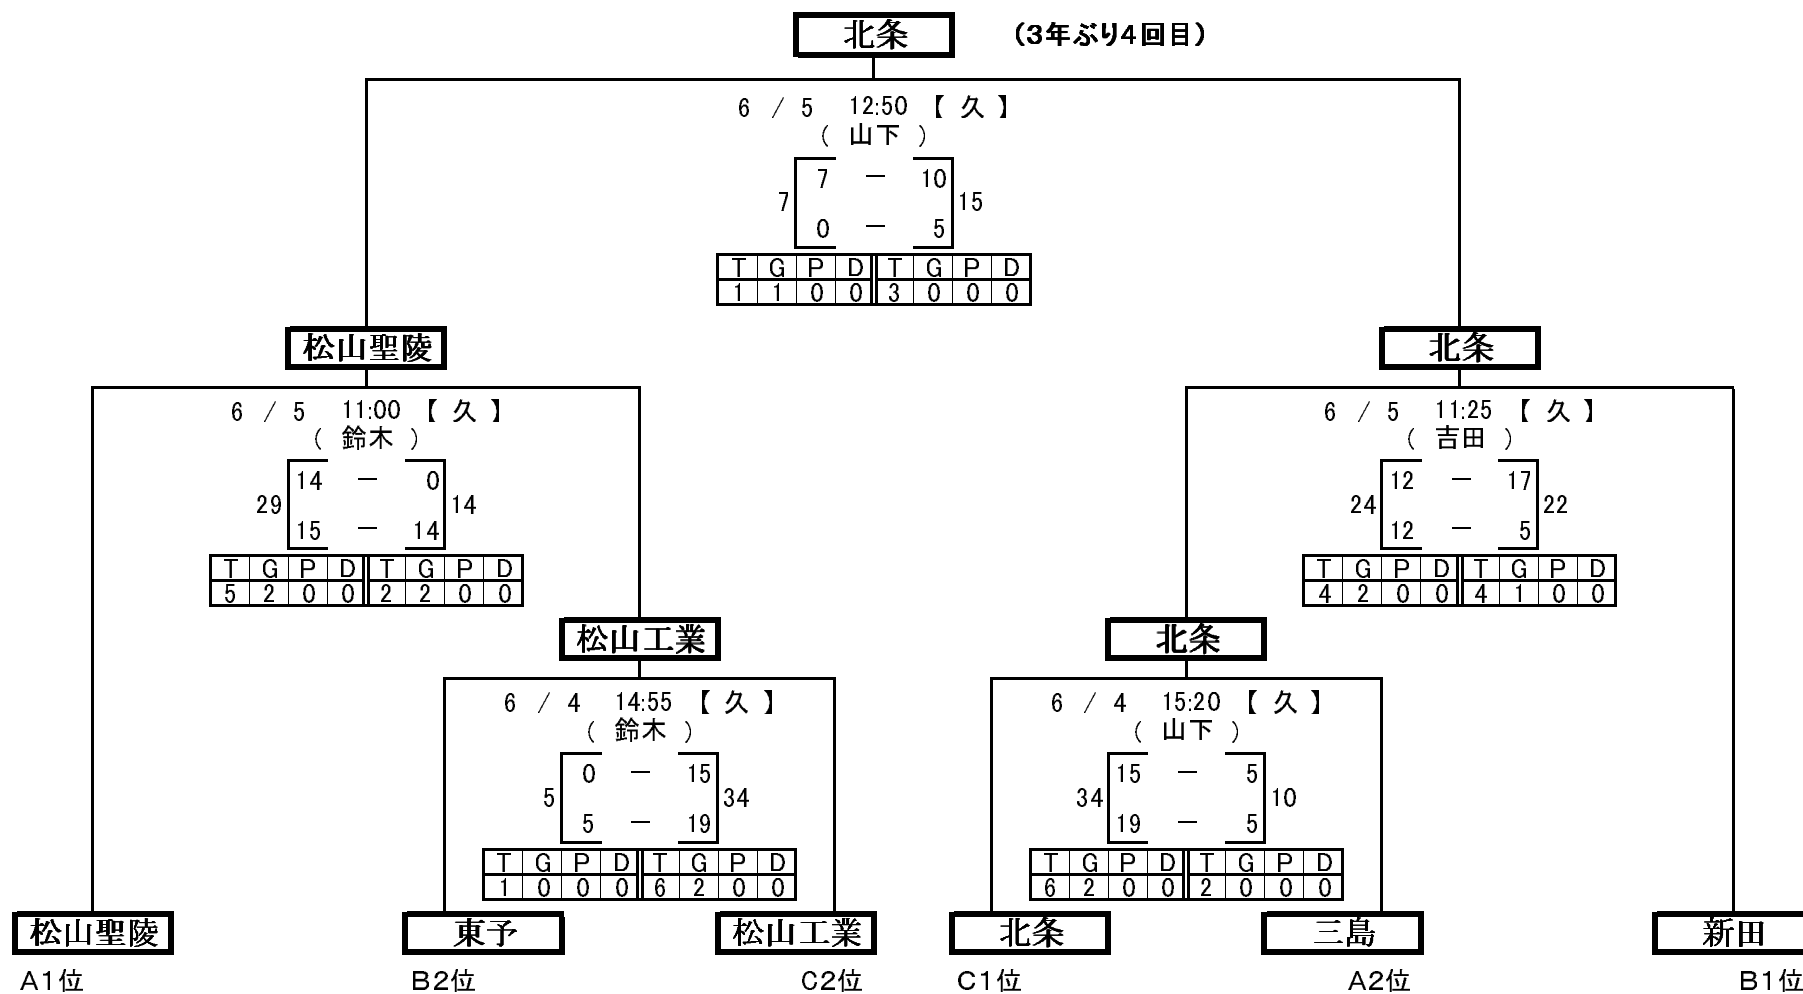 北条 (3年ぶり4回目)
6 / 5 12:50 【 久 】
( 山下 )
7 － 10
7 15
0 － 5
T G P D T G P D
1 1 0 0 3 0 0 0
松山聖陵 北条
6 / 5 11:00 【 久 】 6 / 5 11:25 【 久 】
( 鈴木 ) ( 吉田 )
14 － 0 12 － 17
29 14 24 22
15 － 14 12 － 5
T G P D T G P D T G P D T G P D
5 2 0 0 2 2 0 0 4 2 0 0 4 1 0 0
松山工業 北条
6 / 4 14:55 【 久 】 6 / 4 15:20 【 久 】
( 鈴木 ) ( 山下 )
0 － 15 15 － 5
5 34 34 10
5 － 19 19 － 5
T G P D T G P D T G P D T G P D
1 0 0 0 6 2 0 0 6 2 0 0 2 0 0 0
松山聖陵 東予 松山工業 北条 三島 新田
A1位 B2位 C2位 C1位 A2位 B1位